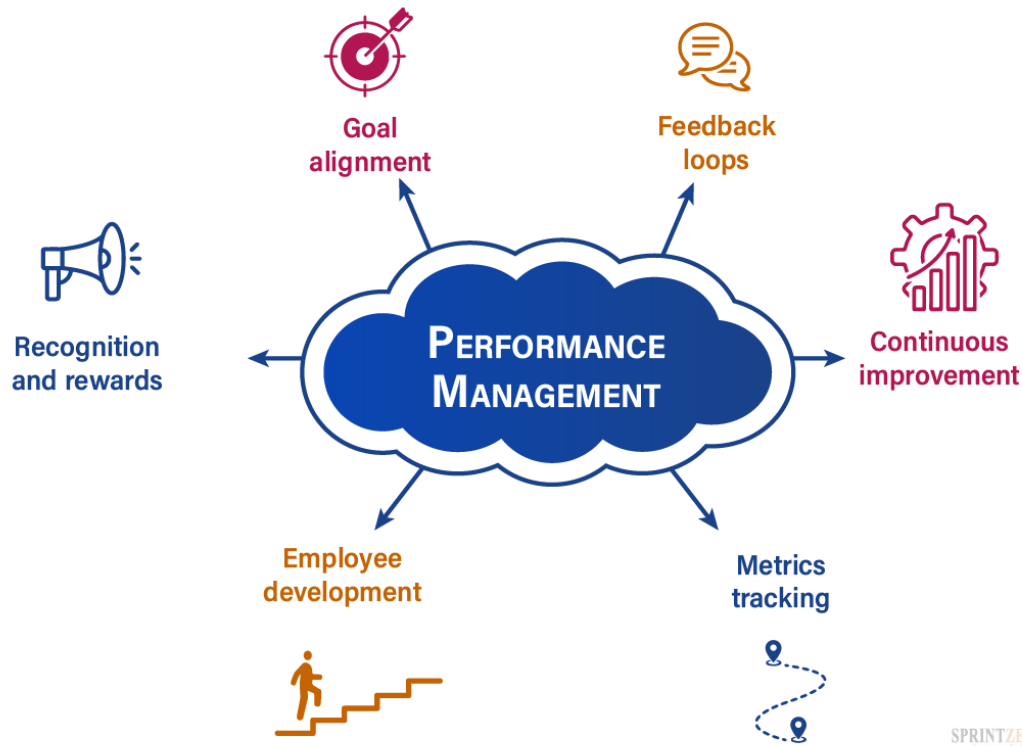 Goal
alignment
Feedback
loops
Recognition
and rewards
PERFORMANCE
MANAGEMENT
Continuous
improvement
Employee
development
Metrics
tracking
SPRINTZE